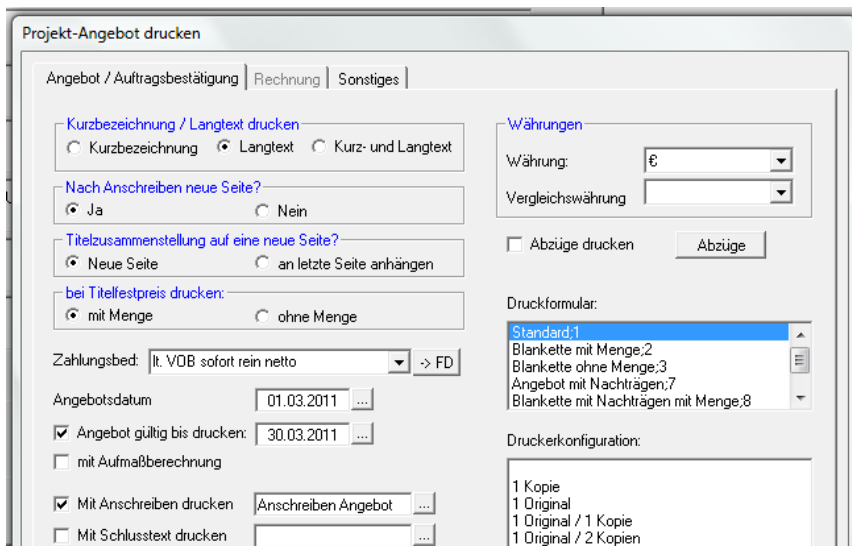 Projekt-Angebot drucken
Angebot / Auftragsbestätigung Rechnung Sonstiges
Kurzbezeichnung / Langtext drucken
Kurzbezeichnung Langtext Kurz- und Langtext
Nach Anschreiben neue Seite?
Ja Nein
Titelzusammenstellung auf eine neue Seite?
Neue Seite an letzte Seite anhängen
bei Titelfestpreis drucken:
mit Menge ohne Menge
Zahlungsbed: lt. VOB sofort rein netto -> FD
Angebotsdatum 01.03.2011 ...
Angebot gültig bis drucken: 30.03.2011 ...
mit Aufmaßberechnung
Mit Anschreiben drucken Anschreiben Angebot ...
Mit Schlusstext drucken ...
Währungen
Währung: €
Vergleichswährung
Abzüge drucken Abzüge
Druckformular:
Standard;1
Blankette mit Menge;2
Blankette ohne Menge;3
Angebot mit Nachträgen;7
Blankette mit Nachträgen mit Menge;8
Druckerkonfiguration:
1 Kopie
1 Original
1 Original / 1 Kopie
1 Original / 2 Kopien